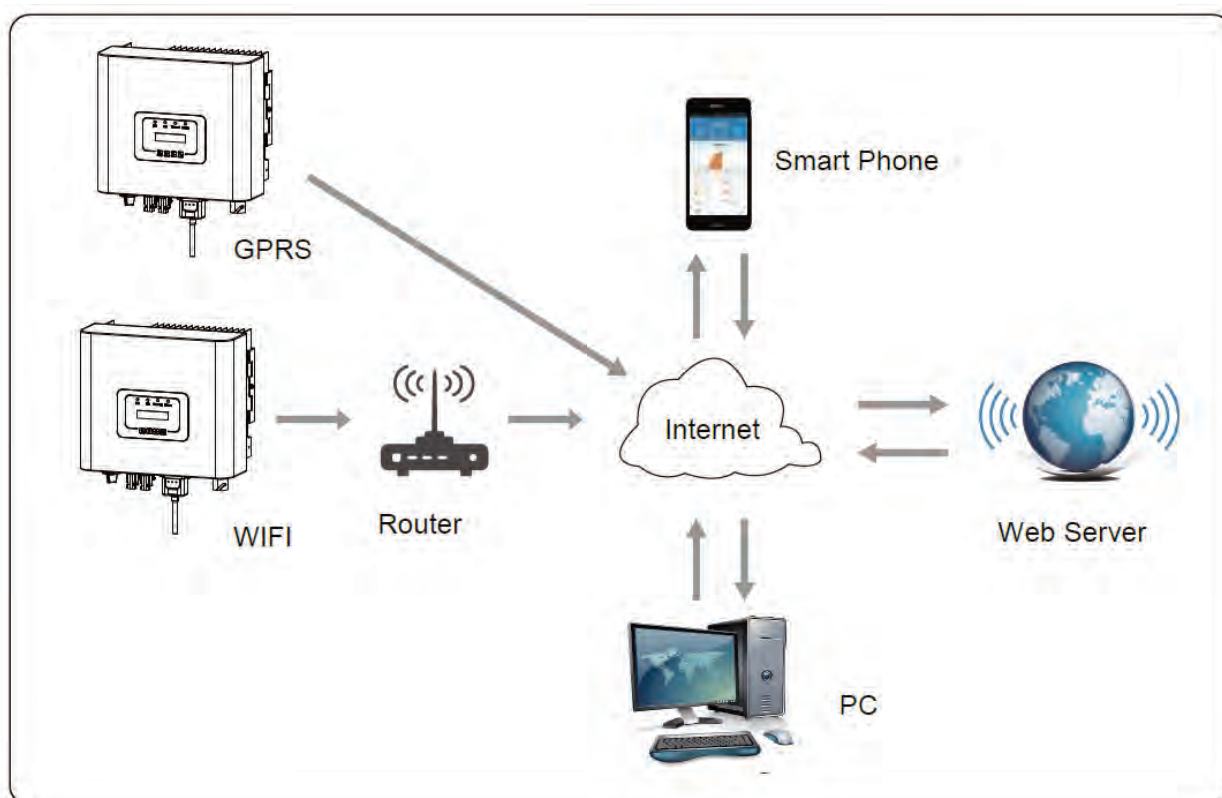 Smart Phone
GPRS
Internet
WIFI
Router
Web Server
PC